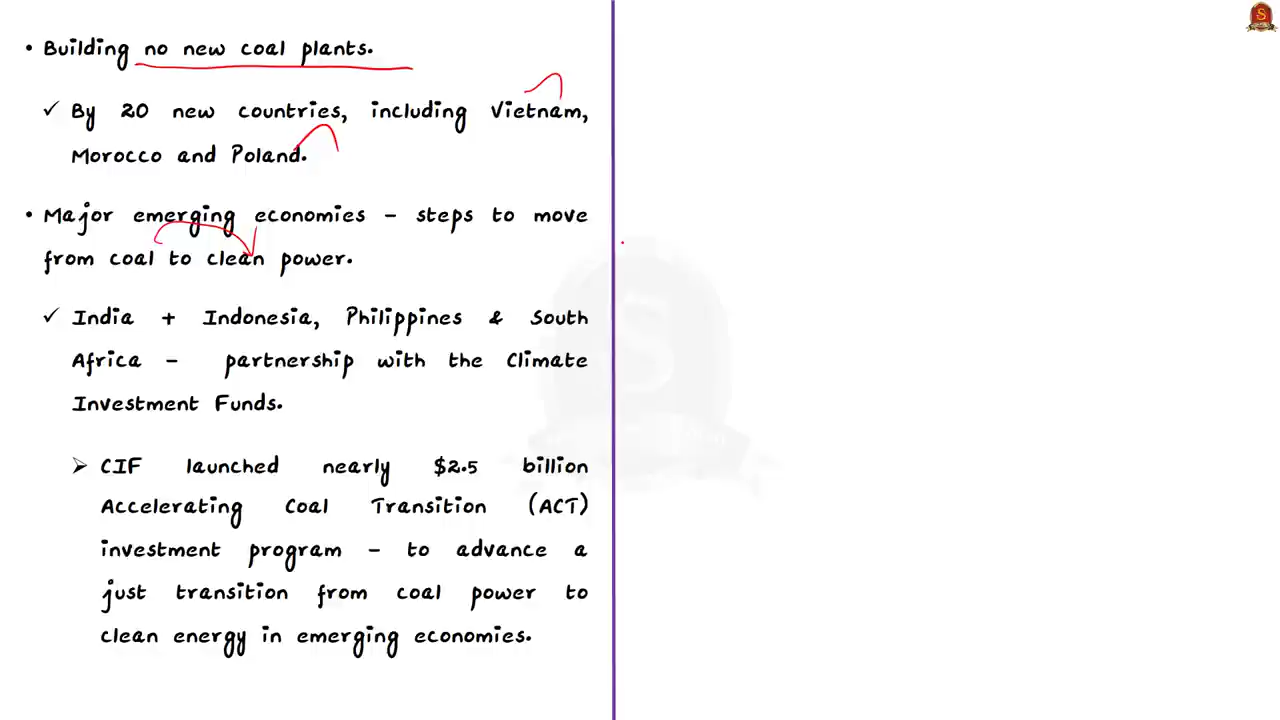 • Building no new coal plants.
✓ By 20 new countries, including Vietnam,
Morocco and Poland.
• Major emerging economies – steps to move
from coal to clean power.
✓ India + Indonesia, Philippines & South
Africa – partnership with the Climate
Investment Funds.
➢ CIF launched nearly $2.5 billion
Accelerating Coal Transition (ACT)
investment program – to advance a
just transition from coal power to
clean energy in emerging economies.